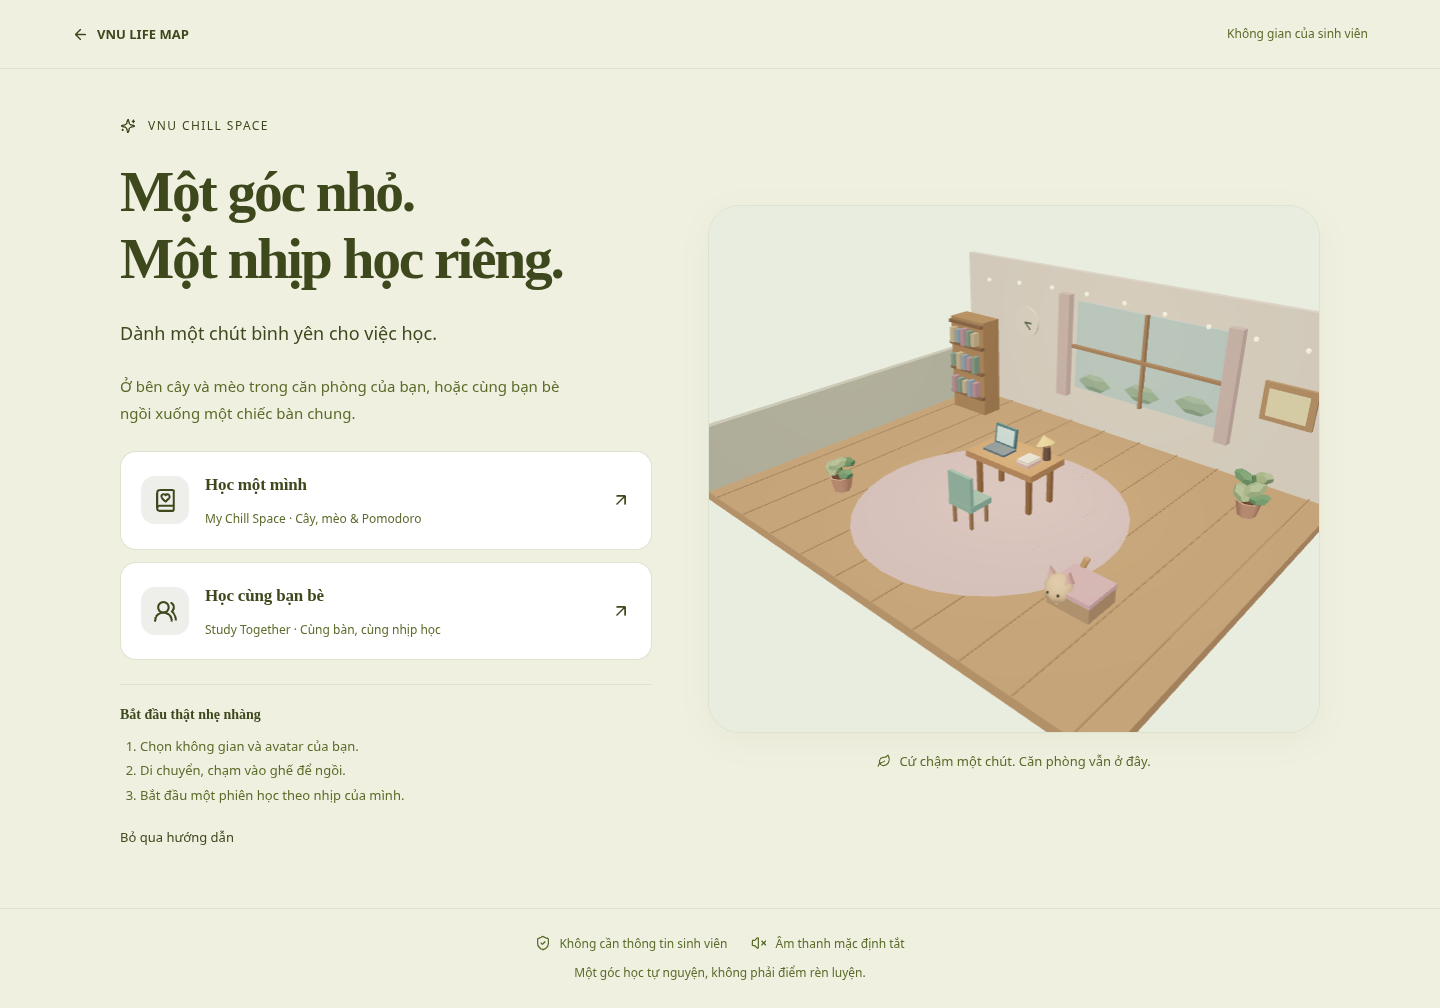 VNU LIFE MAP
Không gian của sinh viên
VNU CHILL SPACE
Một góc nhỏ.
Một nhịp học riêng.
Dành một chút bình yên cho việc học.
Ở bên cây và mèo trong căn phòng của bạn, hoặc cùng bạn bè
ngồi xuống một chiếc bàn chung.
Học một mình
My Chill Space · Cây, mèo & Pomodoro
Học cùng bạn bè
Study Together · Cùng bàn, cùng nhịp học
Bắt đầu thật nhẹ nhàng
1. Chọn không gian và avatar của bạn.
2. Di chuyển, chạm vào ghế để ngồi.
3. Bắt đầu một phiên học theo nhịp của mình.
Bỏ qua hướng dẫn
Cứ chậm một chút. Căn phòng vẫn ở đây.
Không cần thông tin sinh viên
Âm thanh mặc định tắt
Một góc học tự nguyện, không phải điểm rèn luyện.